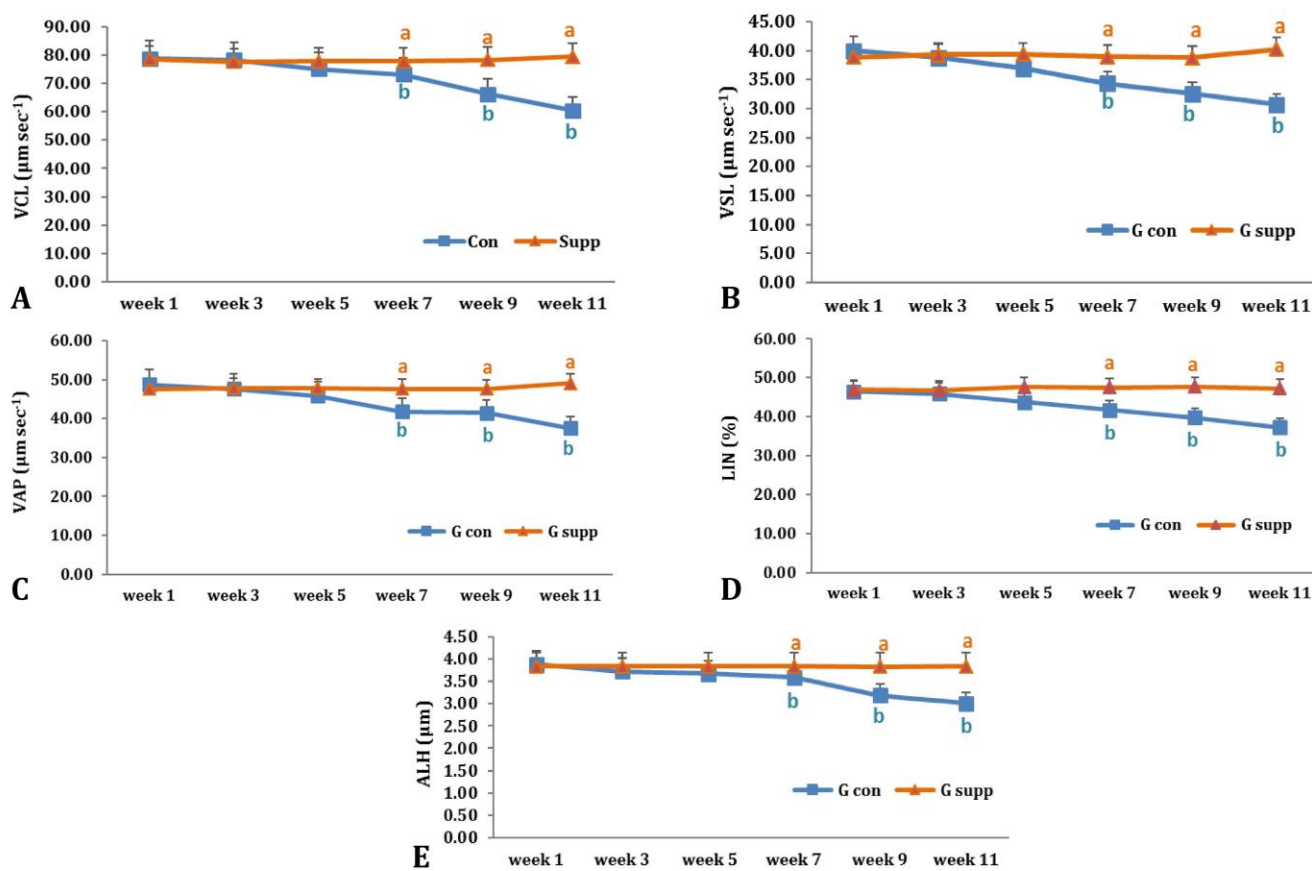 VCL (µm sec⁻¹)
90.00
80.00
70.00
60.00
50.00
40.00
30.00
20.00
10.00
0.00
a a a
b b b
Con Supp
week 1 week 3 week 5 week 7 week 9 week 11
A
VSL (µm sec⁻¹)
45.00
40.00
35.00
30.00
25.00
20.00
15.00
10.00
5.00
0.00
a a a
b b b
G con G supp
week 1 week 3 week 5 week 7 week 9 week 11
B
VAP (µm sec⁻¹)
60.00
50.00
40.00
30.00
20.00
10.00
0.00
a a a
b b b
G con G supp
week 1 week 3 week 5 week 7 week 9 week 11
C
LIN (%)
60.00
50.00
40.00
30.00
20.00
10.00
0.00
a a a
b b b
G con G supp
week 1 week 3 week 5 week 7 week 9 week 11
D
ALH (µm)
4.50
4.00
3.50
3.00
2.50
2.00
1.50
1.00
0.50
0.00
a a a
b b b
G con G supp
week 1 week 3 week 5 week 7 week 9 week 11
E